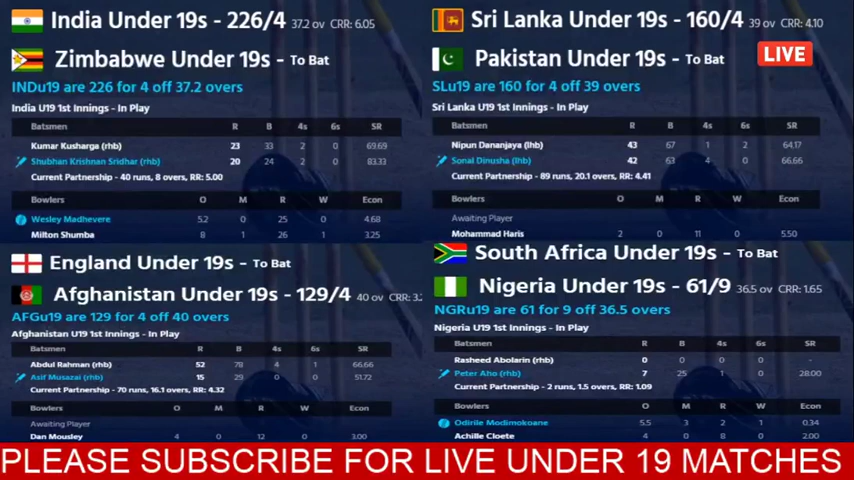 India Under 19s - 226/4 37.2 ov CRR: 6.05
Zimbabwe Under 19s - To Bat
INDu19 are 226 for 4 off 37.2 overs
India U19 1st Innings - In Play
Batsmen R B 4s 6s SR
Kumar Kusharga (rhb) 23 33 2 0 69.69
Shubhan Krishnan Sridhar (rhb) 20 24 2 0 83.33
Current Partnership - 40 runs, 8 overs, RR: 5.00
Bowlers O M R W Econ
Wesley Madhevere 5.2 0 25 0 4.68
Milton Shumba 8 1 26 1 3.25
Sri Lanka Under 19s - 160/4 39 ov CRR: 4.10
Pakistan Under 19s - To Bat
LIVE
SLu19 are 160 for 4 off 39 overs
Sri Lanka U19 1st Innings - In Play
Batsmen R B 4s 6s SR
Nipun Dananjaya (lhb) 43 67 1 2 64.17
Sonal Dinusha (lhb) 42 63 4 0 66.66
Current Partnership - 89 runs, 20.1 overs, RR: 4.41
Bowlers O M R W Econ
Awaiting Player
Mohammad Haris 2 0 11 0 5.50
England Under 19s - To Bat
Afghanistan Under 19s - 129/4 40 ov CRR:
AFGu19 are 129 for 4 off 40 overs
Afghanistan U19 1st Innings - In Play
Batsmen R B 4s 6s SR
Abdul Rahman (rhb) 52 78 4 1 66.66
Asif Musazai (rhb) 15 29 0 0 51.72
Current Partnership - 70 runs, 16.1 overs, RR: 4.32
Bowlers O M R W Econ
Awaiting Player
Dan Mousley 4 0 12 0 3.00
South Africa Under 19s - To Bat
Nigeria Under 19s - 61/9 36.5 ov CRR: 1.65
NGRu19 are 61 for 9 off 36.5 overs
Nigeria U19 1st Innings - In Play
Batsmen R B 4s 6s SR
Rasheed Abolarin (rhb) 0 0 0 0 -
Peter Aho (rhb) 7 25 1 0 28.00
Current Partnership - 2 runs, 1.5 overs, RR: 1.09
Bowlers O M R W Econ
Odirile Modimokoane 5.5 3 2 1 0.34
Achille Cloete 4 0 8 0 2.00
PLEASE SUBSCRIBE FOR LIVE UNDER 19 MATCHES